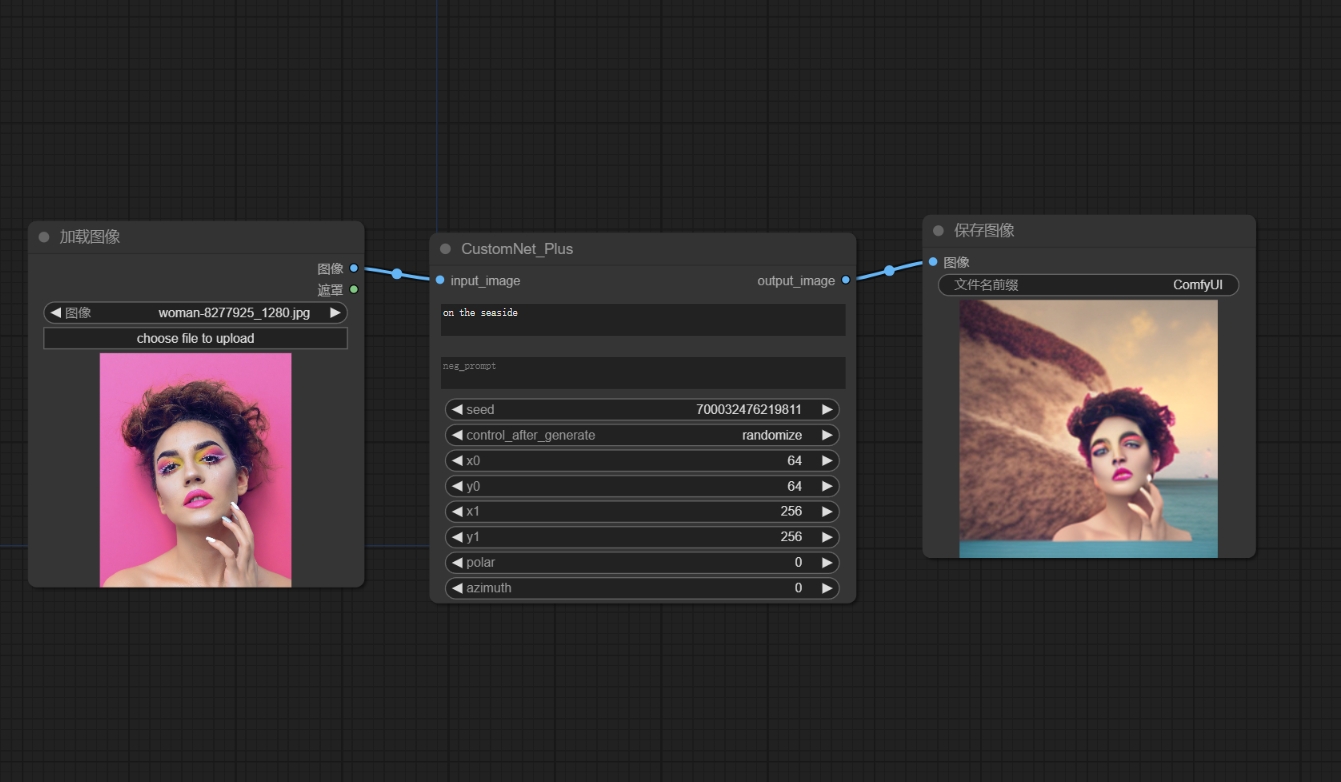 加载图像
图像
遮罩
图像 woman-8277925_1280.jpg
choose file to upload
CustomNet_Plus
input_image output_image
on the seaside
neg_prompt
seed 700032476219811
control_after_generate randomize
x0 64
y0 64
x1 256
y1 256
polar 0
azimuth 0
保存图像
图像
文件名前缀 ComfyUI